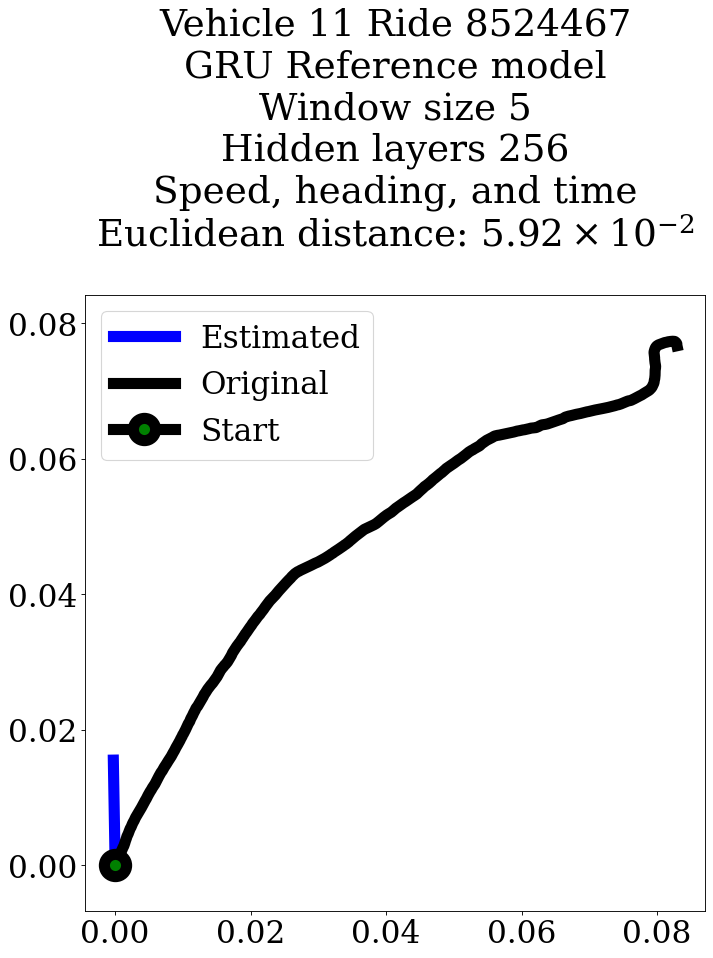 Vehicle 11 Ride 8524467
GRU Reference model
Window size 5
Hidden layers 256
Speed, heading, and time
Euclidean distance: 5.92 × 10⁻²
Estimated
Original
Start
0.08
0.06
0.04
0.02
0.00
0.00 0.02 0.04 0.06 0.08